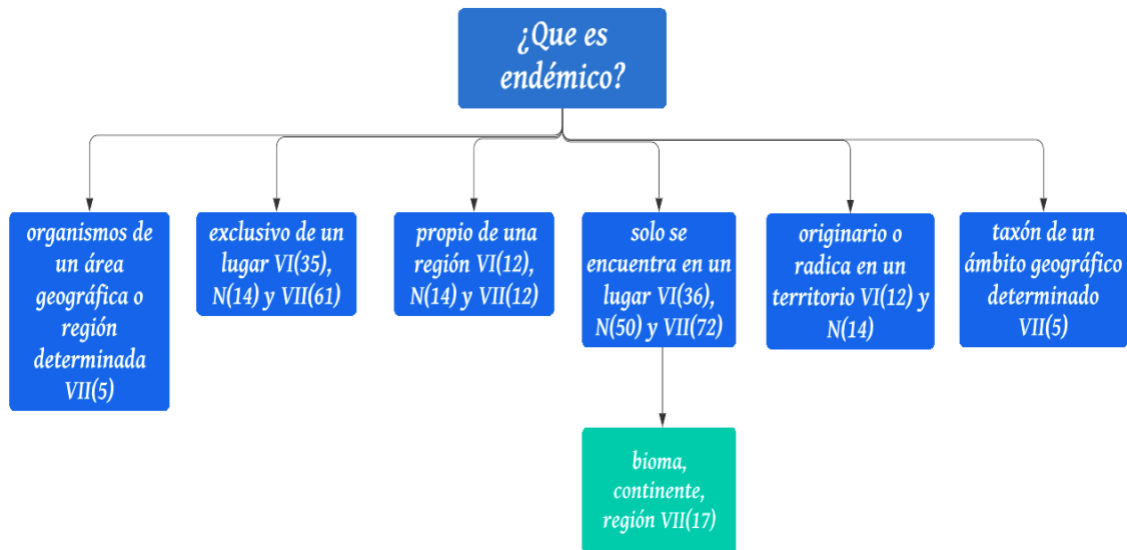 ¿Que es
endémico?
organismos de
un área
geográfica o
región
determinada
VII(5)
exclusivo de un
lugar VI(35),
N(14) y VII(61)
propio de una
región VI(12),
N(14) y VII(12)
solo se
encuentra en un
lugar VI(36),
N(50) y VII(72)
originario o
radica en un
territorio VI(12) y
N(14)
taxón de un
ámbito geográfico
determinado
VII(5)
bioma,
continente,
región VII(17)